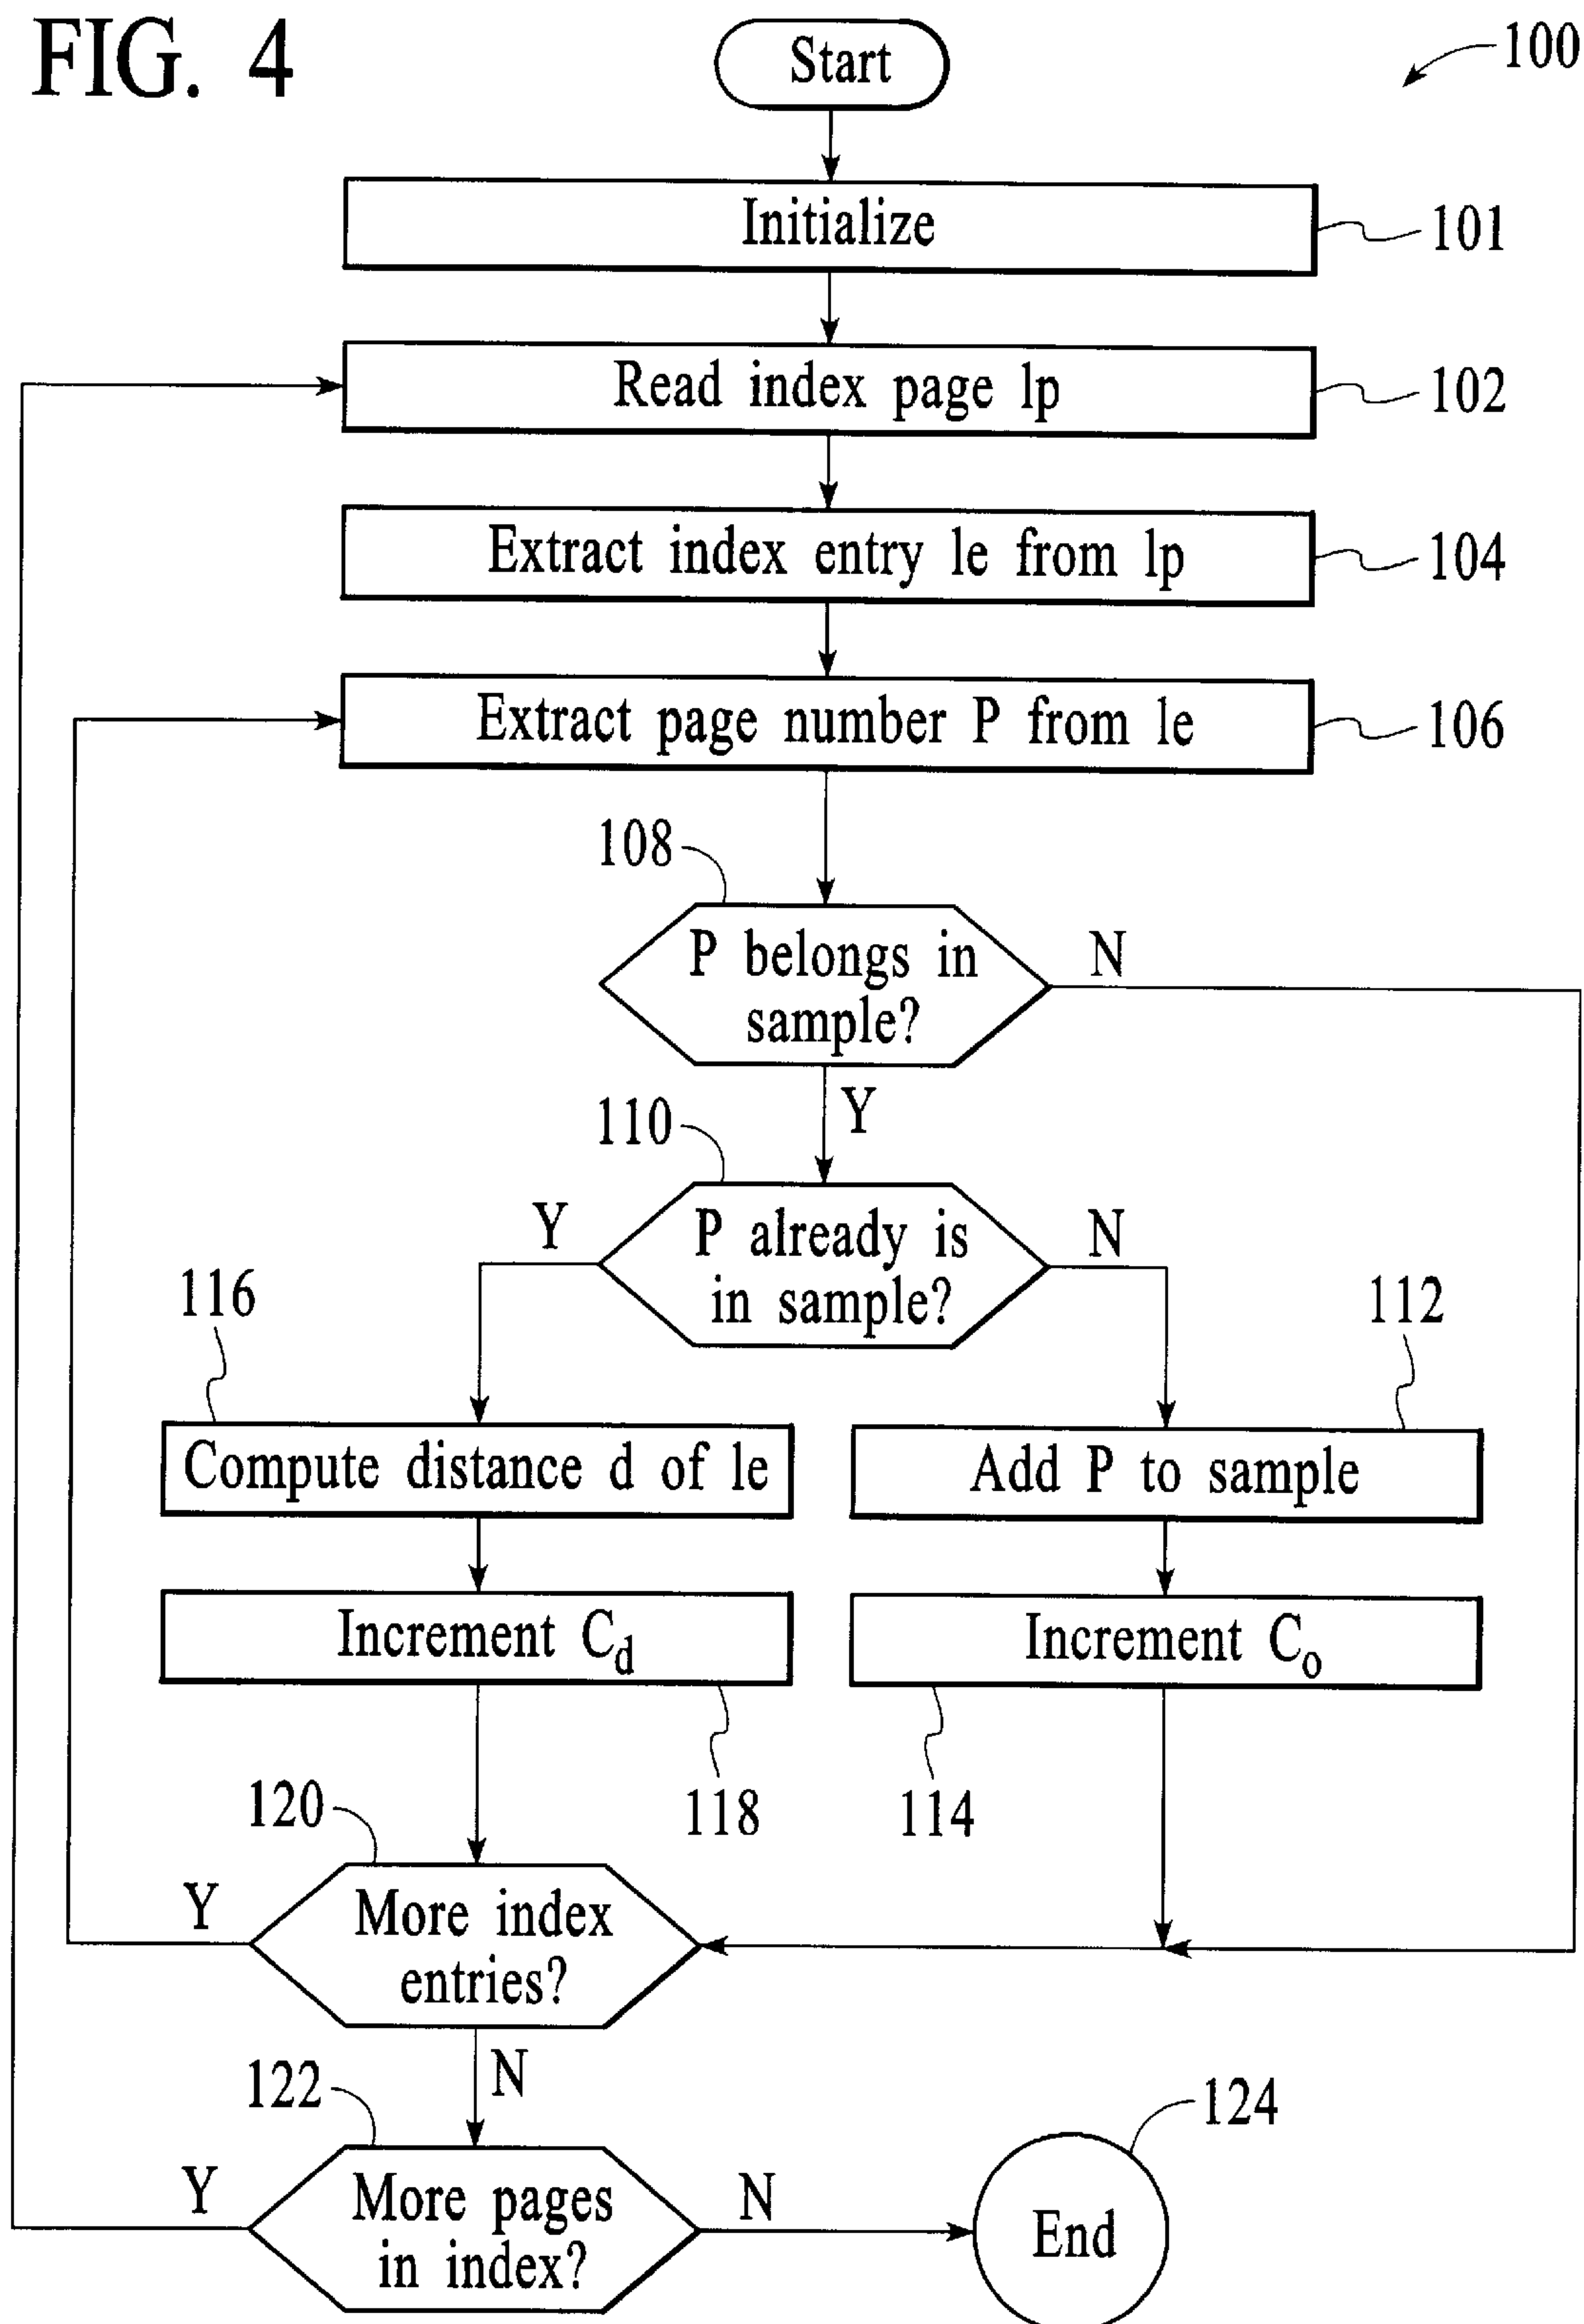 FIG. 4
Start
100
Initialize
101
Read index page lp
102
Extract index entry le from lp
104
Extract page number P from le
106
108
P belongs in
sample?
N
Y
110
P already is
in sample?
Y
N
116
112
Compute distance d of le
Add P to sample
Increment Cd
Increment Co
118
114
120
More index
entries?
Y
N
122
More pages
in index?
Y
N
124
End